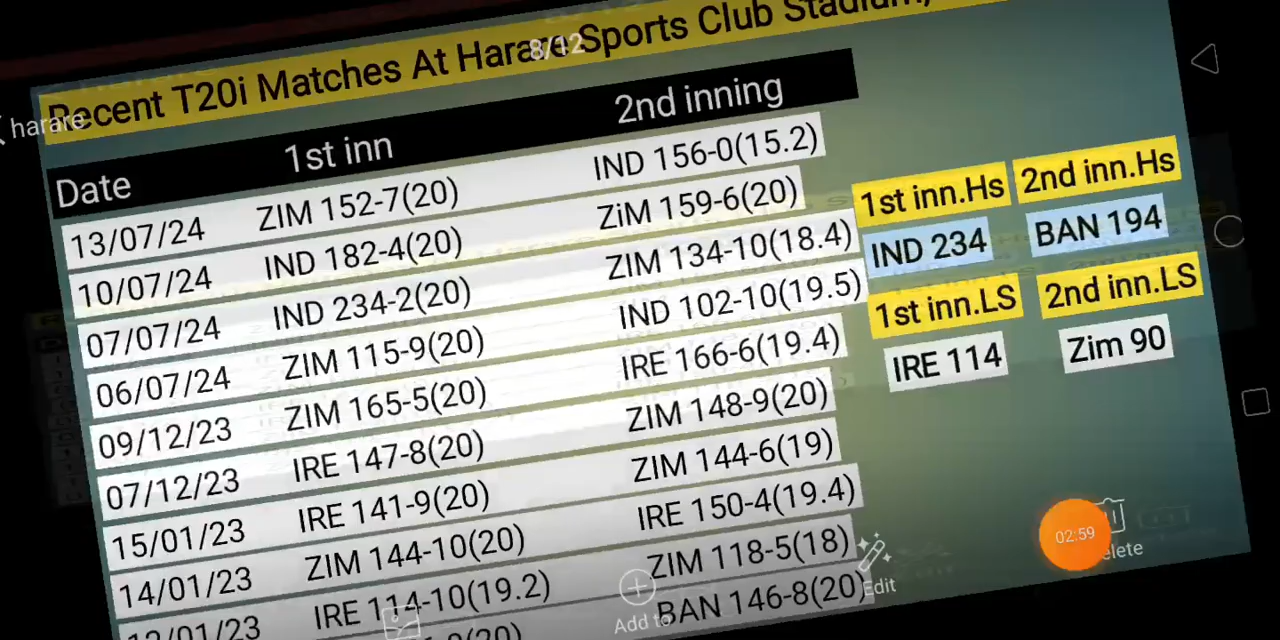 Recent T20i Matches At Harare Sports Club Stadium,
8/12
harare
Date 1st inn 2nd inning
13/07/24 ZIM 152-7(20) IND 156-0(15.2)
10/07/24 IND 182-4(20) ZiM 159-6(20)
07/07/24 IND 234-2(20) ZIM 134-10(18.4)
06/07/24 ZIM 115-9(20) IND 102-10(19.5)
09/12/23 ZIM 165-5(20) IRE 166-6(19.4)
07/12/23 IRE 147-8(20) ZIM 148-9(20)
15/01/23 IRE 141-9(20) ZIM 144-6(19)
14/01/23 ZIM 144-10(20) IRE 150-4(19.4)
12/01/23 IRE 114-10(19.2) ZIM 118-5(18)
BAN 146-8(20)
1st inn.Hs 2nd inn.Hs
IND 234 BAN 194
1st inn.LS 2nd inn.LS
IRE 114 Zim 90
02:59
Add to
Edit
elete